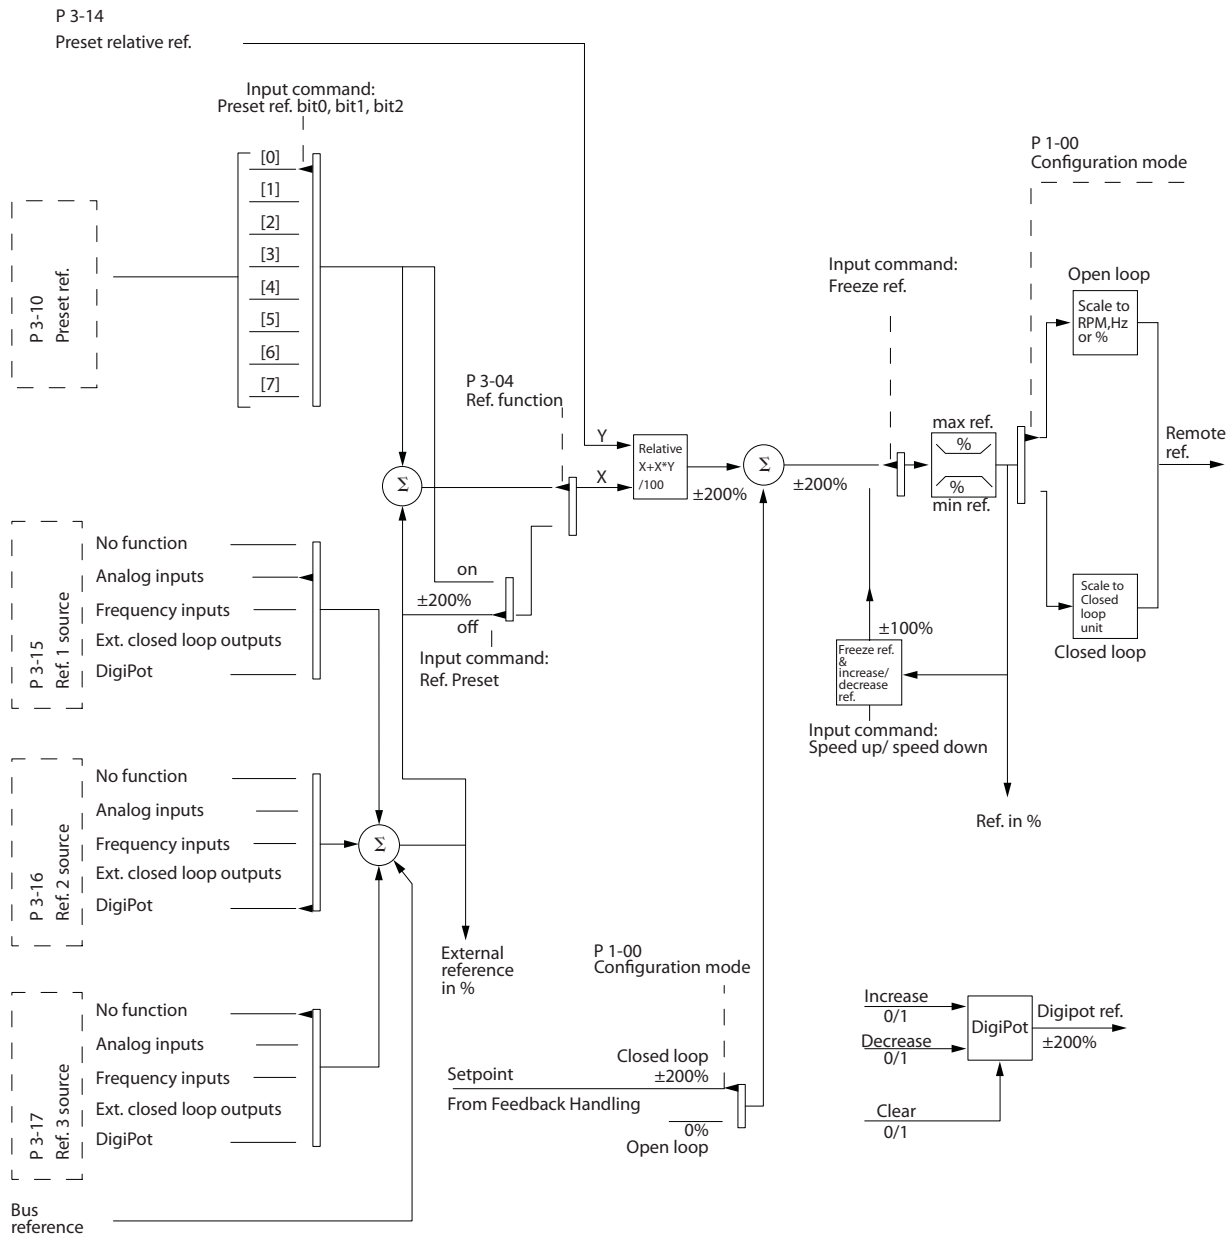 P 3-14
Preset relative ref.
Input command:
Preset ref. bit0, bit1, bit2
[0]
[1]
[2]
[3]
[4]
[5]
[6]
[7]
P 3-10
Preset ref.
P 1-00
Configuration mode
Input command:
Freeze ref.
Open loop
Scale to
RPM,Hz
or %
P 3-04
Ref. function
Y
X
Relative
X+X*Y
/100
±200%
Σ
±200%
max ref.
%
%
min ref.
Remote
ref.
Σ
on
±200%
off
Input command:
Ref. Preset
Scale to
Closed
loop
unit
Closed loop
±100%
Freeze ref.
&
increase/
decrease
ref.
Input command:
Speed up/ speed down
Ref. in %
P 3-15
Ref. 1 source
No function
Analog inputs
Frequency inputs
Ext. closed loop outputs
DigiPot
P 3-16
Ref. 2 source
No function
Analog inputs
Frequency inputs
Ext. closed loop outputs
DigiPot
Σ
External
reference
in %
P 3-17
Ref. 3 source
No function
Analog inputs
Frequency inputs
Ext. closed loop outputs
DigiPot
Bus
reference
P 1-00
Configuration mode
Closed loop
±200%
Setpoint
From Feedback Handling
0%
Open loop
Increase
0/1
Decrease
0/1
Clear
0/1
DigiPot
Digipot ref.
±200%